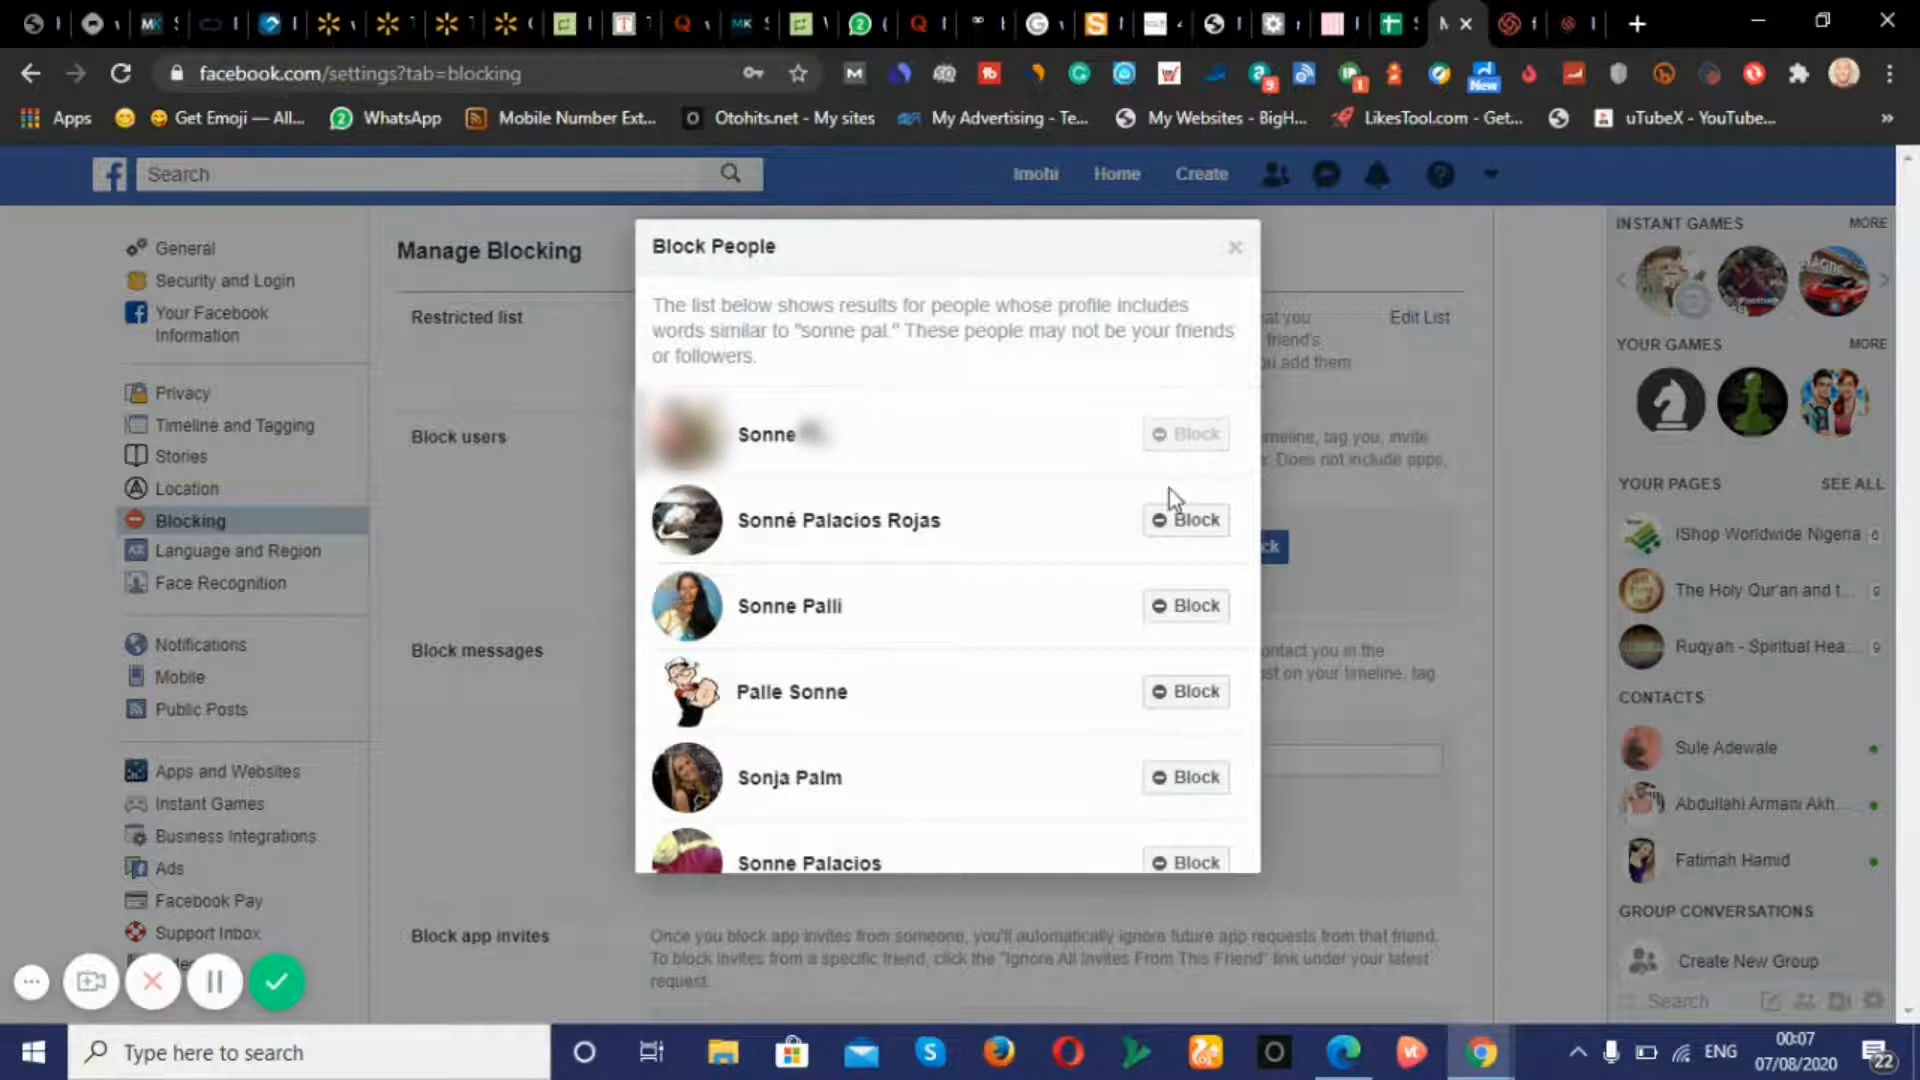 facebook.com/settings?tab=blocking
New
Apps
Get Emoji — All...
WhatsApp
Mobile Number Ext...
Otohits.net - My sites
My Advertising - Te...
My Websites - BigH...
LikesTool.com - Get...
uTubeX - YouTube...
»
Search
Imohi
Home
Create
General
Security and Login
Your Facebook
Information
Privacy
Timeline and Tagging
Stories
Location
Blocking
Language and Region
Face Recognition
Notifications
Mobile
Public Posts
Apps and Websites
Instant Games
Business Integrations
Ads
Facebook Pay
Support Inbox
Manage Blocking
Restricted list
Edit List
Block users
Block messages
Block app invites
Once you block app invites from someone, you'll automatically ignore future app requests from that friend.
To block invites from a specific friend, click the "Ignore All Invites From This Friend" link under your latest
request.
Block People
The list below shows results for people whose profile includes
words similar to "sonne pal." These people may not be your friends
or followers.
Sonne
Block
Sonné Palacios Rojas
Block
Sonne Palli
Block
Palle Sonne
Block
Sonja Palm
Block
Sonne Palacios
Block
INSTANT GAMES
MORE
YOUR GAMES
MORE
YOUR PAGES
SEE ALL
IShop Worldwide Nigeria 6
The Holy Qur'an and t... 9
Ruqyah - Spiritual Hea... 9
CONTACTS
Sule Adewale
Abdullahi Armani Akh...
Fatimah Hamid
GROUP CONVERSATIONS
Create New Group
Search
Type here to search
ENG
00:07
07/08/2020
22